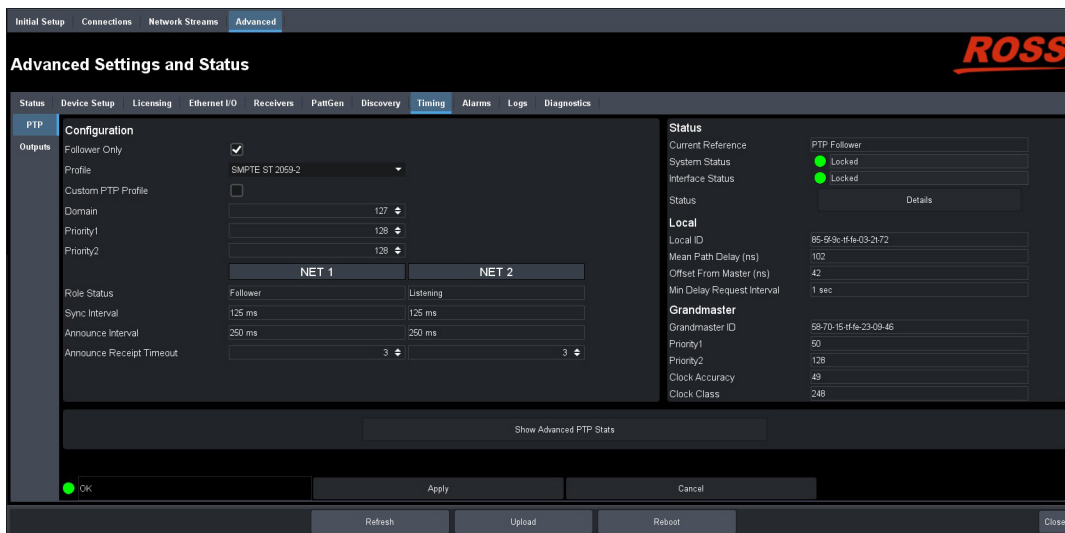 Initial Setup Connections Network Streams Advanced
Advanced Settings and Status
ROSS
Status Device Setup Licensing Ethernet I/O Receivers PattGen Discovery Timing Alarms Logs Diagnostics
PTP
Outputs
Configuration
Follower Only
Profile SMPTE ST 2059-2
Custom PTP Profile
Domain 127
Priority1 128
Priority2 128
NET 1 NET 2
Role Status Follower Listening
Sync Interval 125 ms 125 ms
Announce Interval 250 ms 250 ms
Announce Receipt Timeout 3 3
Status
Current Reference PTP Follower
System Status Locked
Interface Status Locked
Status Details
Local
Local ID 85-5f-9c-ff-fe-03-2f-72
Mean Path Delay (ns) 102
Offset From Master (ns) 42
Min Delay Request Interval 1 sec
Grandmaster
Grandmaster ID 58-70-15-ff-fe-23-09-46
Priority1 50
Priority2 128
Clock Accuracy 49
Clock Class 248
Show Advanced PTP Stats
OK Apply Cancel
Refresh Upload Reboot Close